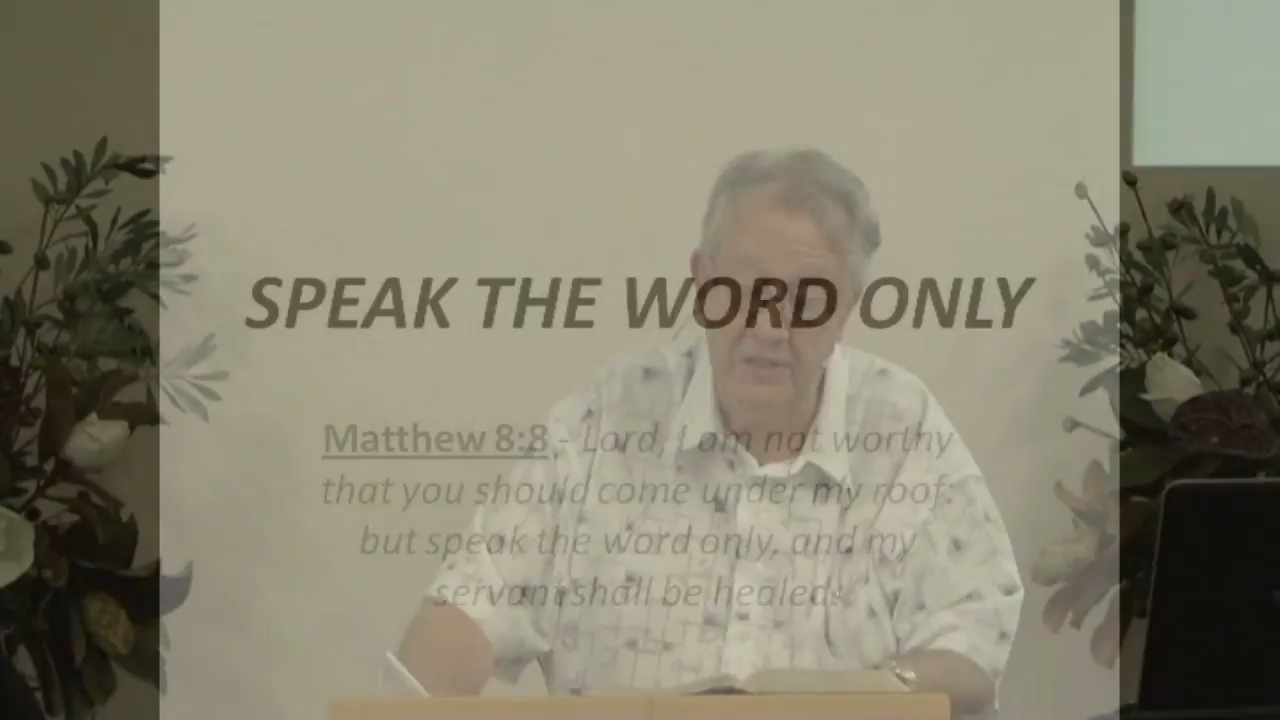 SPEAK THE WORD ONLY
Matthew 8:8 - Lord, I am not worthy
that you should come under my roof:
but speak the word only, and my
servant shall be healed.